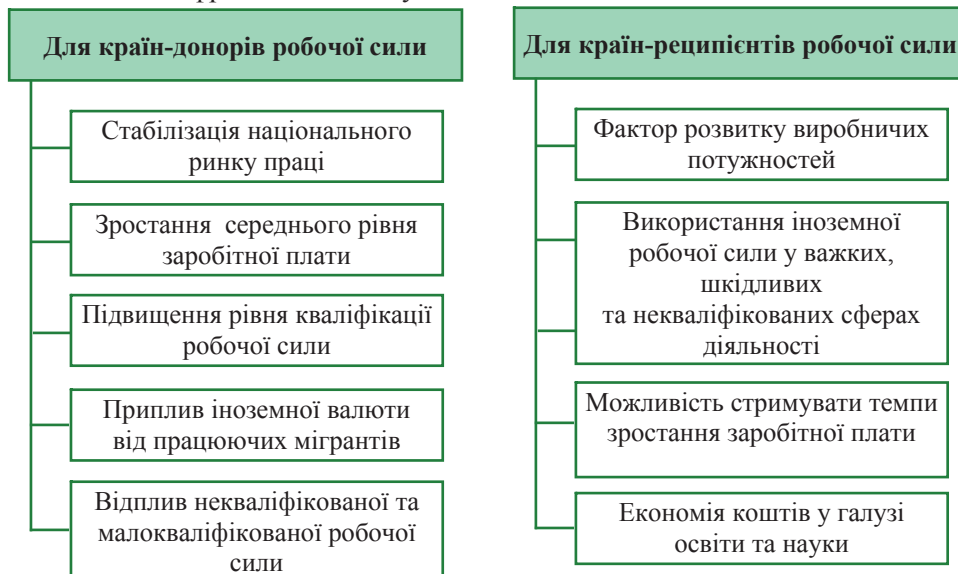 Для країн-донорів робочої сили
Стабілізація національного
ринку праці
Зростання середнього рівня
заробітної плати
Підвищення рівня кваліфікації
робочої сили
Приплив іноземної валюти
від працюючих мігрантів
Відплив некваліфікованої та
малокваліфікованої робочої
сили
Для країн-реципієнтів робочої сили
Фактор розвитку виробничих
потужностей
Використання іноземної
робочої сили у важких,
шкідливих
та некваліфікованих сферах
діяльності
Можливість стримувати темпи
зростання заробітної плати
Економія коштів у галузі
освіти та науки